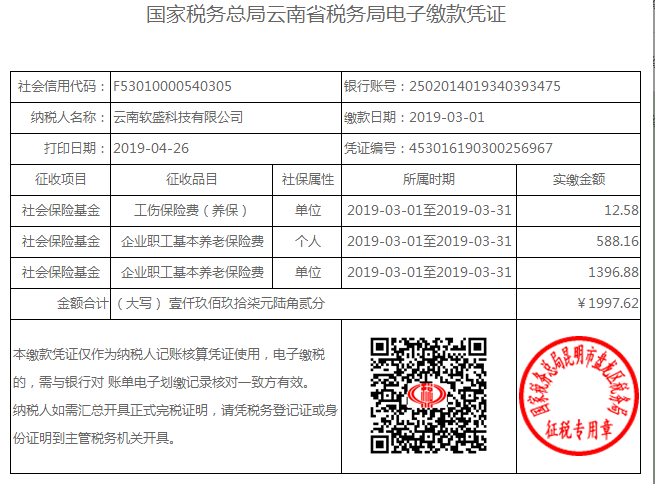 国家税务总局云南省税务局电子缴款凭证
社会信用代码： F53010000540305 银行账号：2502014019340393475
纳税人名称： 云南软盛科技有限公司 缴款日期：2019-03-01
打印日期： 2019-04-26 凭证编号：453016190300256967
征收项目 征收品目 社保属性 所属时期 实缴金额
社会保险基金 工伤保险费（养保） 单位 2019-03-01至2019-03-31 12.58
社会保险基金 企业职工基本养老保险费 个人 2019-03-01至2019-03-31 588.16
社会保险基金 企业职工基本养老保险费 单位 2019-03-01至2019-03-31 1396.88
金额合计 （大写） 壹仟玖佰玖拾柒元陆角贰分 ￥1997.62
本缴款凭证仅作为纳税人记账核算凭证使用，电子缴税
的，需与银行对 账单电子划缴记录核对一致方有效。
纳税人如需汇总开具正式完税证明，请凭税务登记证或身
份证明到主管税务机关开具。
国家税务总局昆明市盘龙区税务局
征税专用章